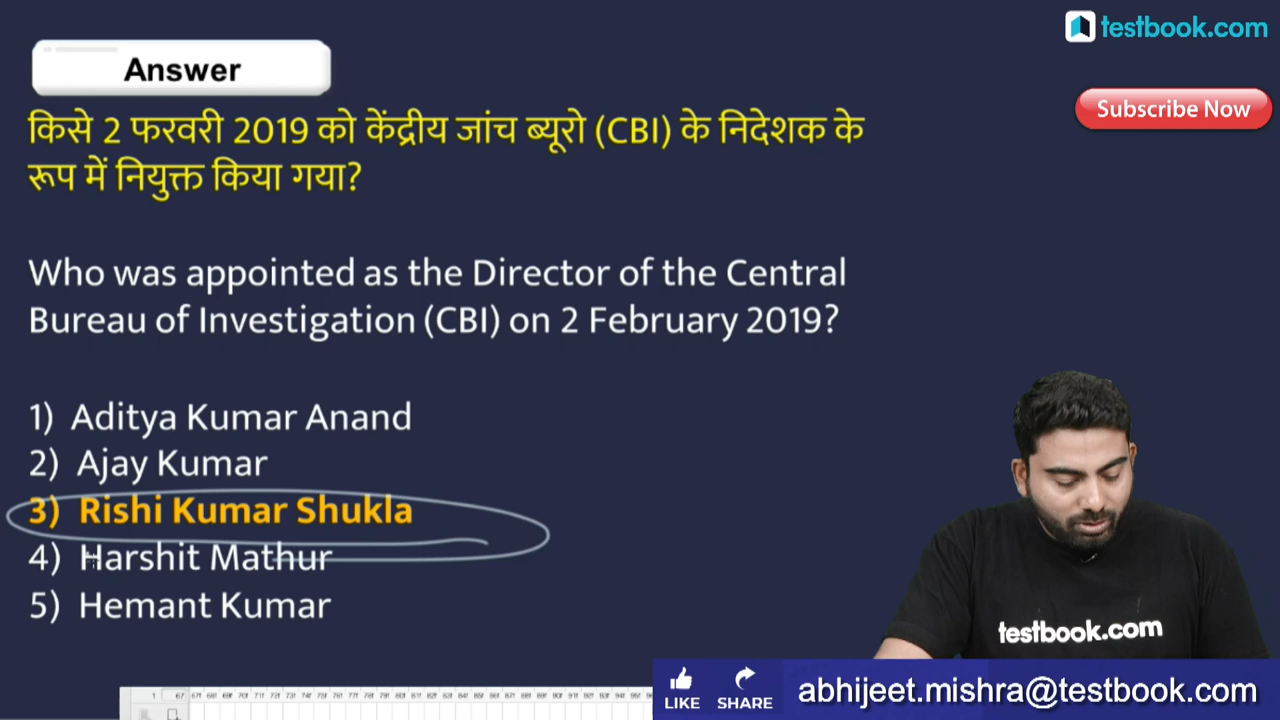 testbook.com
Answer
Subscribe Now
किसे 2 फरवरी 2019 को केंद्रीय जांच ब्यूरो (CBI) के निदेशक के
रूप में नियुक्त किया गया?
Who was appointed as the Director of the Central
Bureau of Investigation (CBI) on 2 February 2019?
1) Aditya Kumar Anand
2) Ajay Kumar
3) Rishi Kumar Shukla
4) Harshit Mathur
5) Hemant Kumar
testbook.com
LIKE SHARE abhijeet.mishra@testbook.com